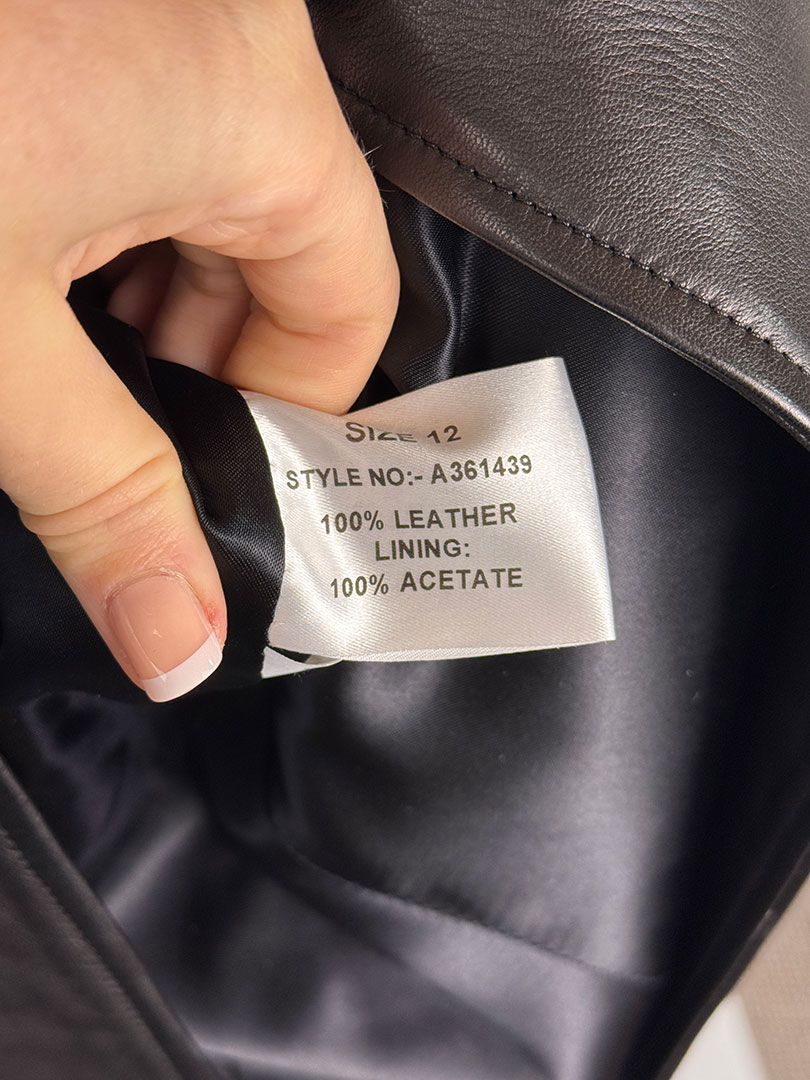 SIZE 12
STYLE NO:- A361439
100% LEATHER
LINING:
100% ACETATE